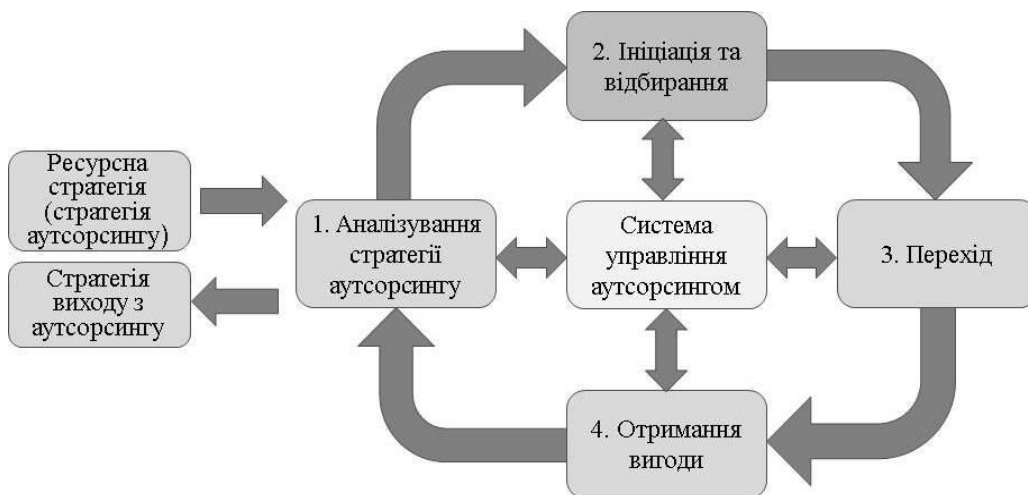 2. Ініціація та
відбирання
Ресурсна
стратегія
(стратегія
аутсорсингу)
1. Аналізування
стратегії
аутсорсингу
Система
управління
аутсорсингом
3. Перехід
Стратегія
виходу з
аутсорсингу
4. Отримання
вигоди